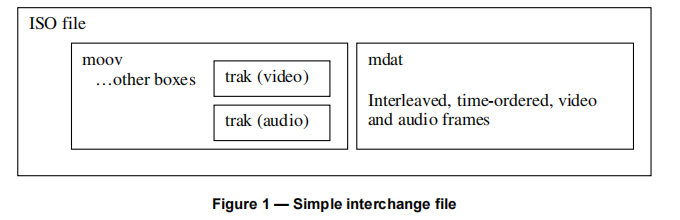 ISO file
moov
…other boxes
trak (video)
trak (audio)
mdat
Interleaved, time-ordered, video
and audio frames
Figure 1 — Simple interchange file